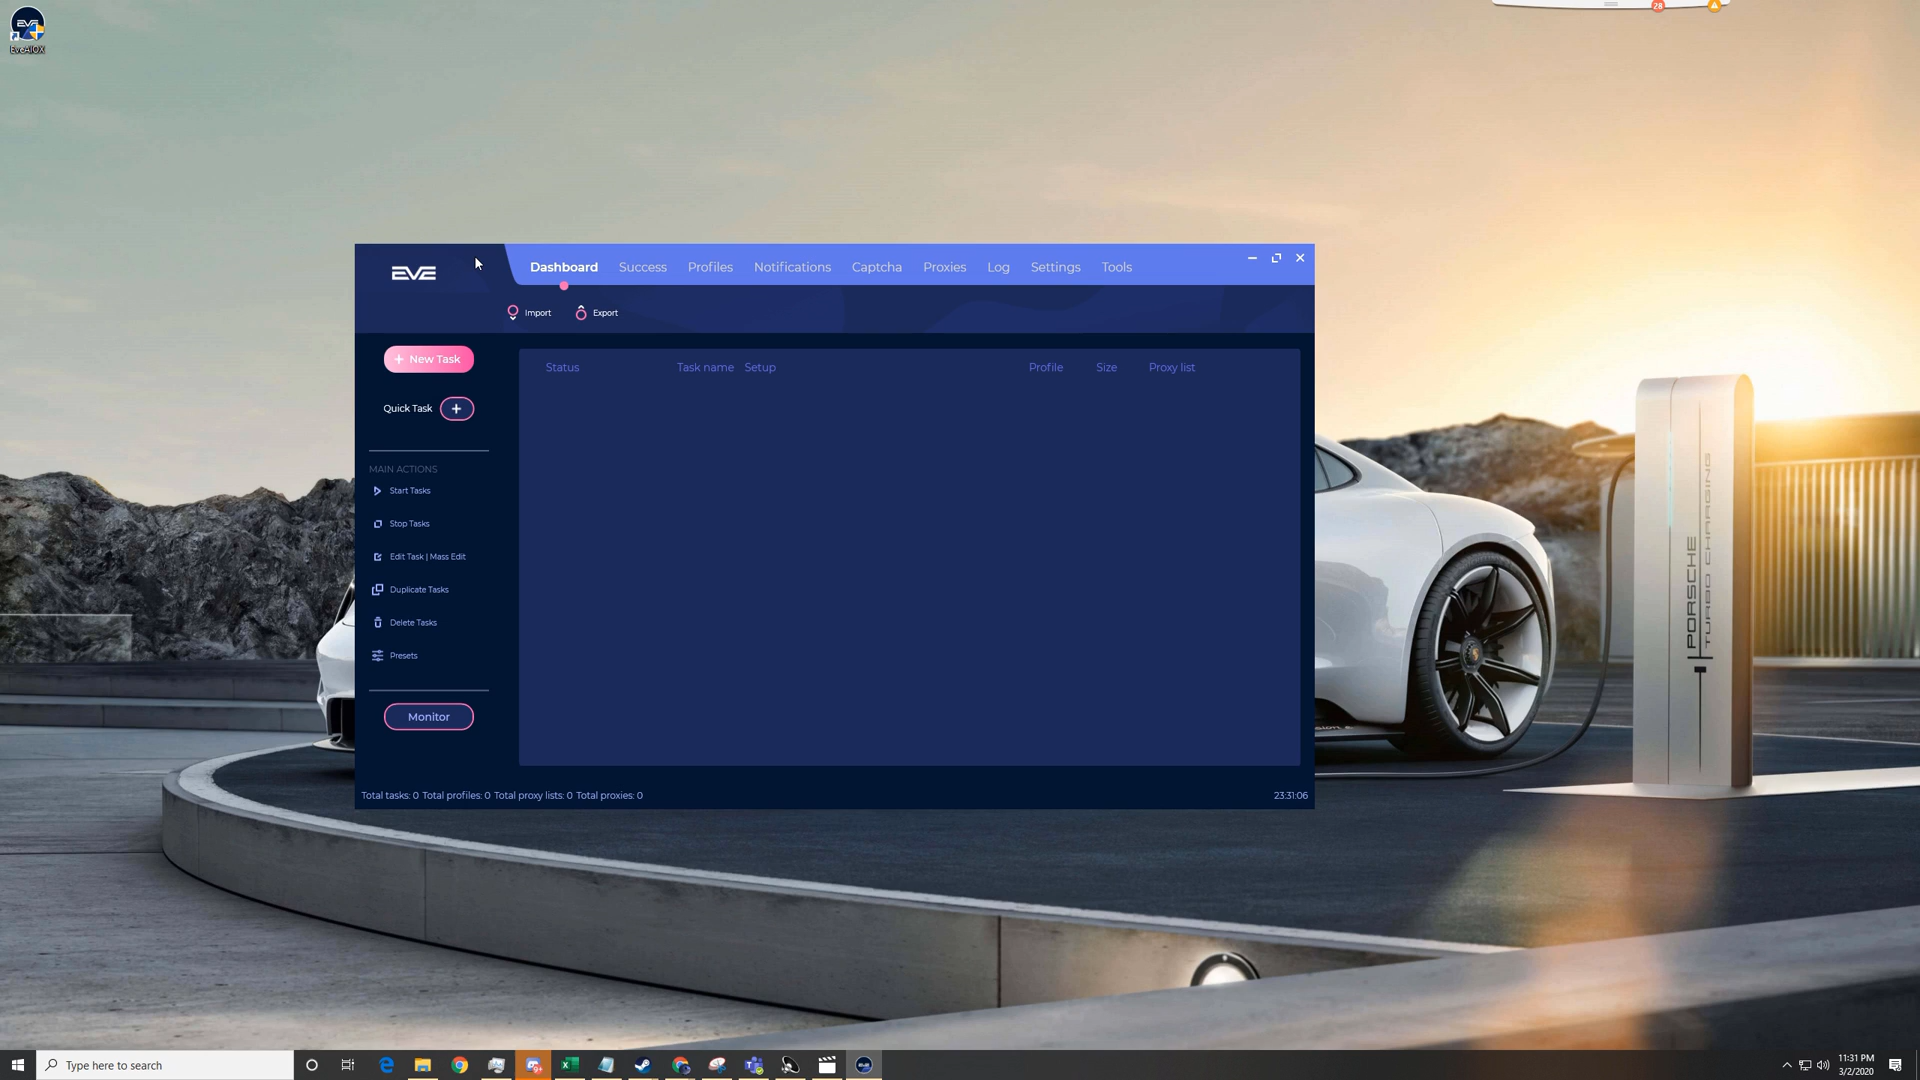 EVE
EveAIOX
28
EVE
Dashboard Success Profiles Notifications Captcha Proxies Log Settings Tools
Import Export
+ New Task
Quick Task +
Status Task name Setup Profile Size Proxy list
MAIN ACTIONS
Start Tasks
Stop Tasks
Edit Task | Mass Edit
Duplicate Tasks
Delete Tasks
Presets
Monitor
Total tasks: 0 Total profiles: 0 Total proxy lists: 0 Total proxies: 0
23:31:06
PORSCHE
TURBO CHARGING
Type here to search
11:31 PM
3/2/2020